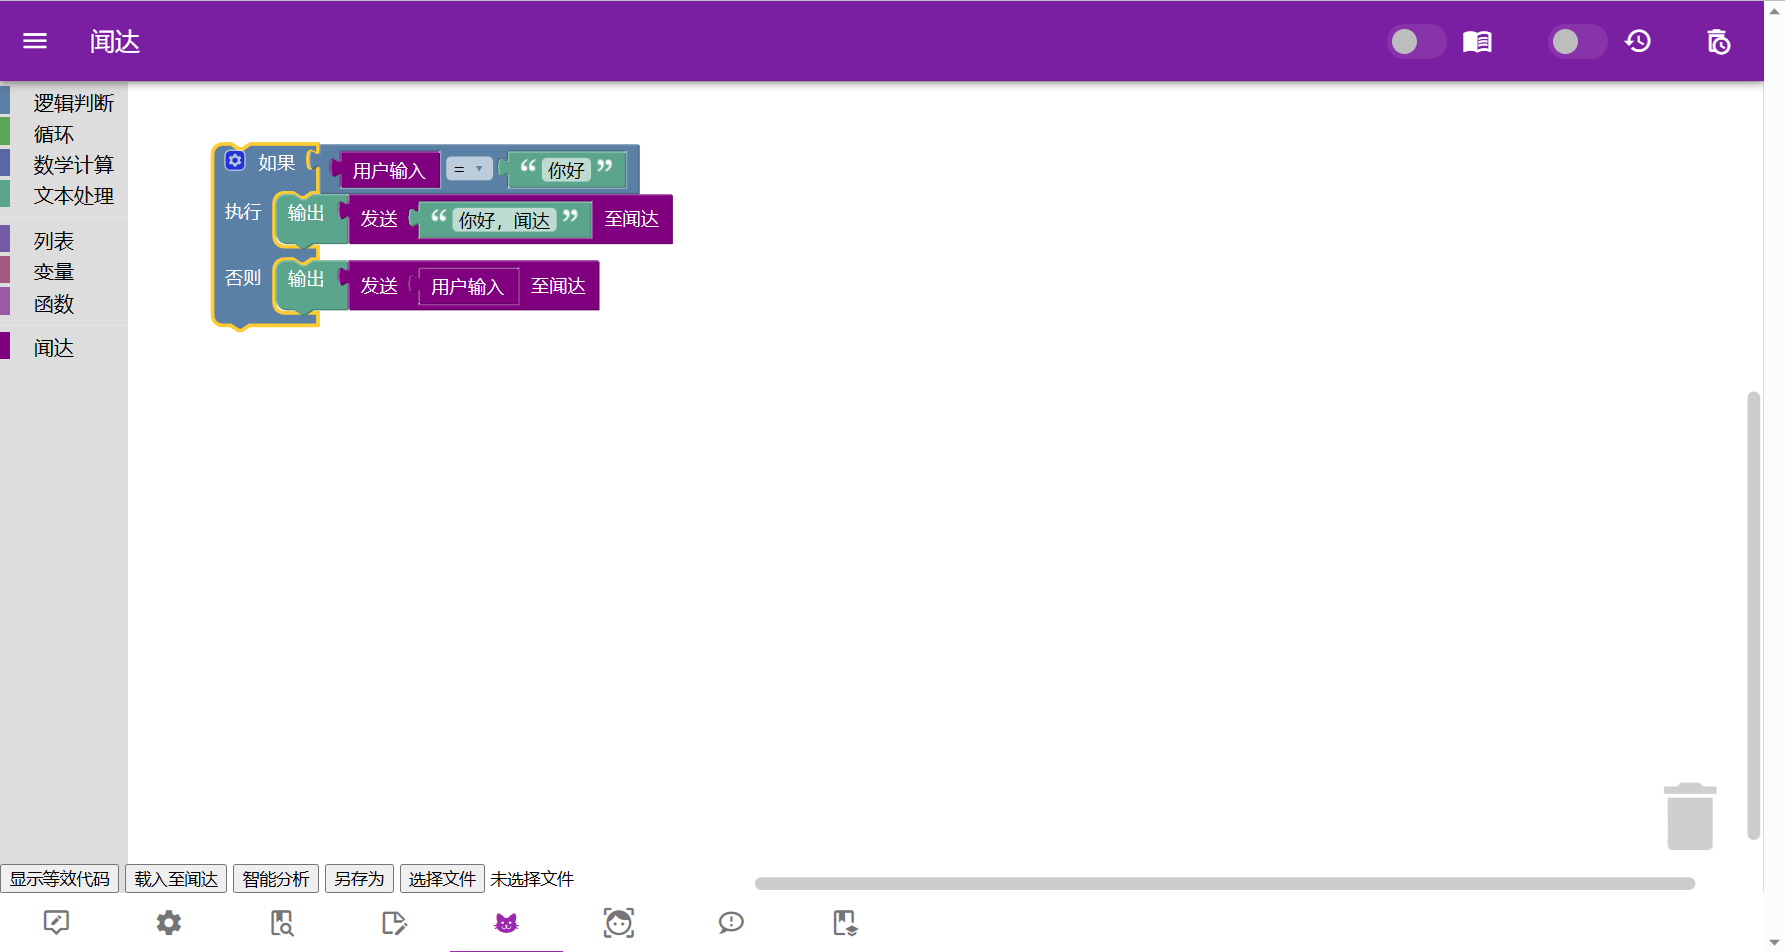 闻达
逻辑判断
循环
数学计算
文本处理
列表
变量
函数
闻达
如果 用户输入 = “ 你好 ”
执行 输出 发送 “ 你好，闻达 ” 至闻达
否则 输出 发送 用户输入 至闻达
显示等效代码 载入至闻达 智能分析 另存为 选择文件 未选择文件